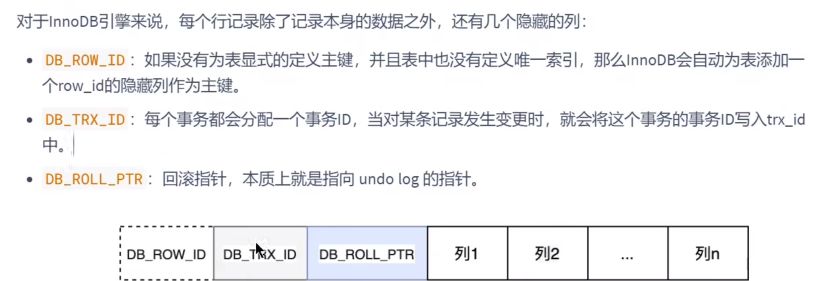 对于InnoDB引擎来说，每个行记录除了记录本身的数据之外，还有几个隐藏的列：
• DB_ROW_ID：如果没有为表显式的定义主键，并且表中也没有定义唯一索引，那么InnoDB会自动为表添加一
个row_id的隐藏列作为主键。
• DB_TRX_ID：每个事务都会分配一个事务ID，当对某条记录发生变更时，就会将这个事务的事务ID写入trx_id
中。
• DB_ROLL_PTR：回滚指针，本质上就是指向 undo log 的指针。
DB_ROW_ID DB_TRX_ID DB_ROLL_PTR 列1 列2 ... 列n